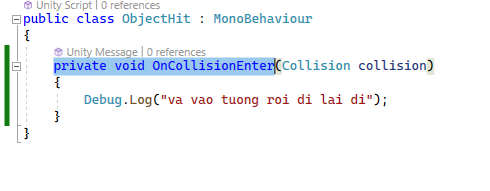 Unity Script | 0 references
public class ObjectHit : MonoBehaviour
{
Unity Message | 0 references
private void OnCollisionEnter(Collision collision)
{
Debug.Log("va vao tuong roi di lai di");
}
}